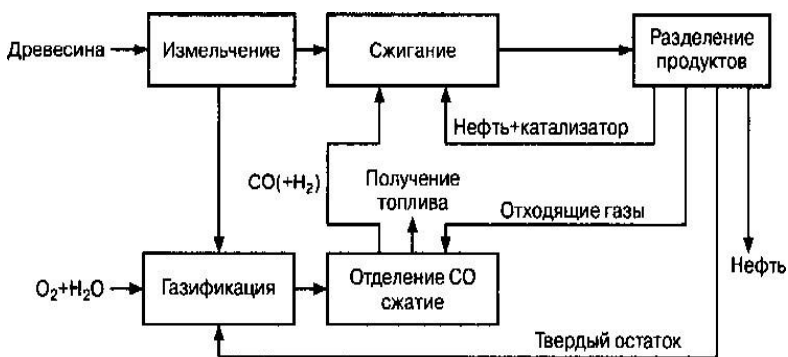 Древесина
Измельчение
Сжигание
Разделение
продуктов
Нефть+катализатор
CO(+H₂)
Получение
топлива
Отходящие газы
Нефть
O₂+H₂O
Газификация
Отделение CO
сжатие
Твердый остаток